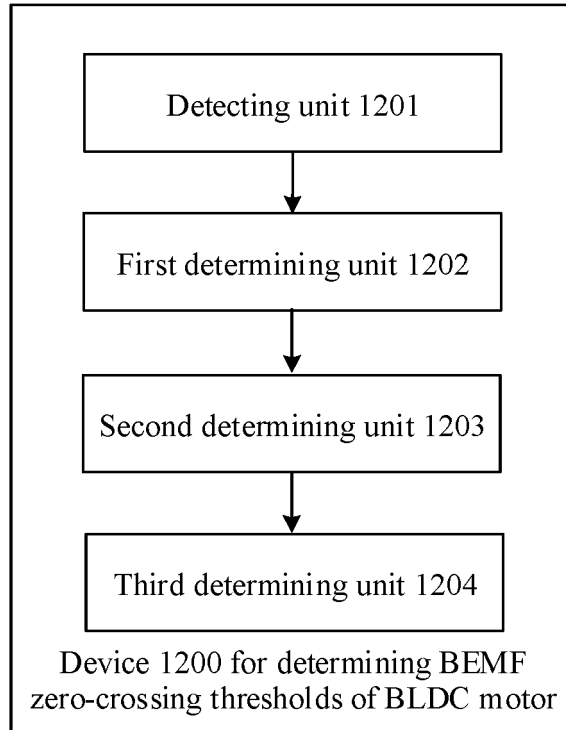 Detecting unit 1201
First determining unit 1202
Second determining unit 1203
Third determining unit 1204
Device 1200 for determining BEMF
zero-crossing thresholds of BLDC motor